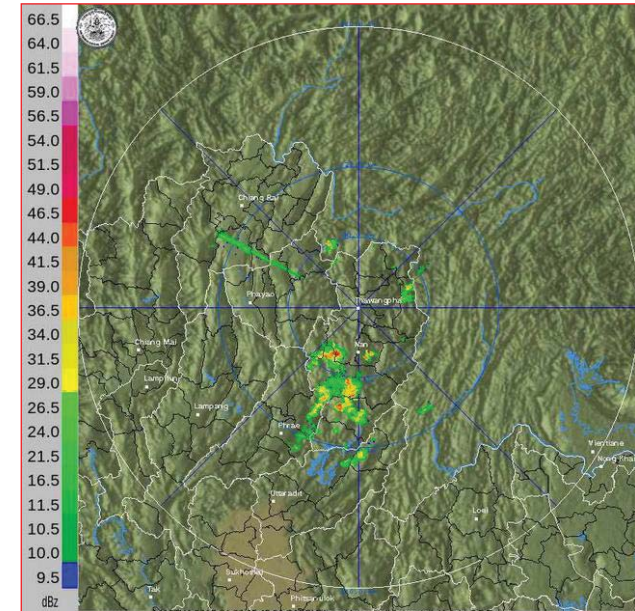 66.5
64.0
61.5
59.0
56.5
54.0
51.5
49.0
46.5
44.0
41.5
39.0
36.5
34.0
31.5
29.0
26.5
24.0
21.5
16.5
11.5
10.5
10.0
9.5
dBz
Chiang Rai
Phayao
Thawangpha
Chiang Mai
Nan
Lamphun
Lampang
Phrae
Vientiane
Nong Khai
Uttaradit
Loei
Sukhothai
Tak
Phitsanulok